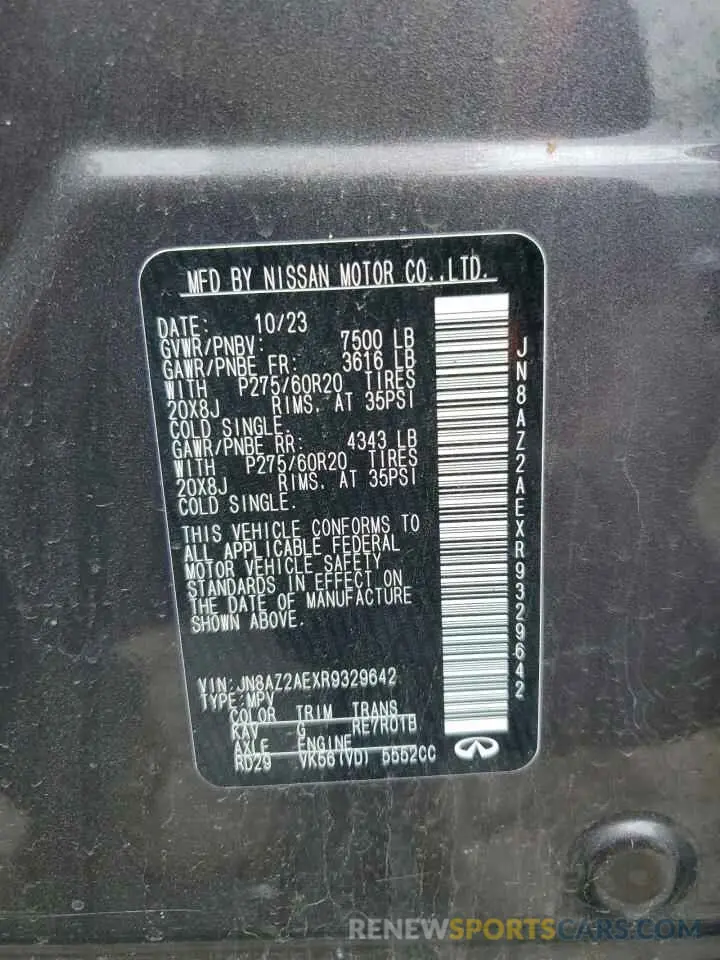 MFD BY NISSAN MOTOR CO.,LTD.
DATE: 10/23
GVWR/PNBV: 7500 LB
GAWR/PNBE FR: 3616 LB
WITH P275/60R20 TIRES
20X8J RIMS. AT 35PSI
COLD SINGLE.
GAWR/PNBE RR: 4343 LB
WITH P275/60R20 TIRES
20X8J RIMS. AT 35PSI
COLD SINGLE.
THIS VEHICLE CONFORMS TO
ALL APPLICABLE FEDERAL
MOTOR VEHICLE SAFETY
STANDARDS IN EFFECT ON
THE DATE OF MANUFACTURE
SHOWN ABOVE.
VIN: JN8AZ2AEXR9329642
TYPE: MPV
COLOR TRIM TRANS
KAV G RE7R01B
AXLE ENGINE
RD29 VK56(VD) 5552CC
JN8AZ2AEXR9329642
RENEWSPORTSCARS.COM